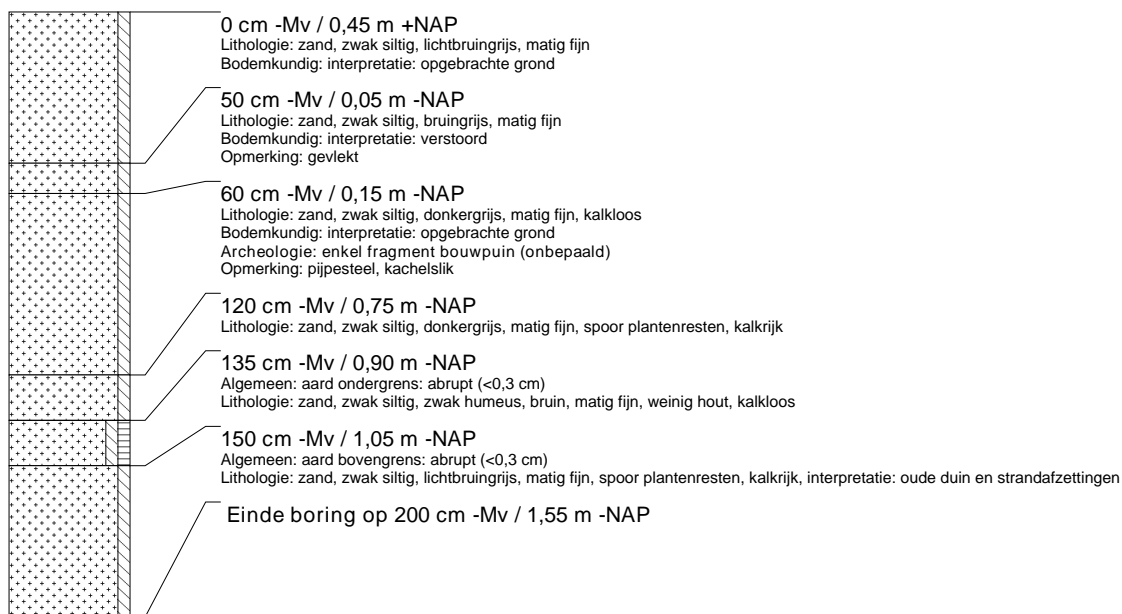 0 cm -Mv / 0,45 m +NAP
Lithologie: zand, zwak siltig, lichtbruingrijs, matig fijn
Bodemkundig: interpretatie: opgebrachte grond
50 cm -Mv / 0,05 m -NAP
Lithologie: zand, zwak siltig, bruingrijs, matig fijn
Bodemkundig: interpretatie: verstoord
Opmerking: gevlekt
60 cm -Mv / 0,15 m -NAP
Lithologie: zand, zwak siltig, donkergrijs, matig fijn, kalkloos
Bodemkundig: interpretatie: opgebrachte grond
Archeologie: enkel fragment bouwpuin (onbepaald)
Opmerking: pijpesteel, kachelslik
120 cm -Mv / 0,75 m -NAP
Lithologie: zand, zwak siltig, donkergrijs, matig fijn, spoor plantenresten, kalkrijk
135 cm -Mv / 0,90 m -NAP
Algemeen: aard ondergrens: abrupt (<0,3 cm)
Lithologie: zand, zwak siltig, zwak humeus, bruin, matig fijn, weinig hout, kalkloos
150 cm -Mv / 1,05 m -NAP
Algemeen: aard bovengrens: abrupt (<0,3 cm)
Lithologie: zand, zwak siltig, lichtbruingrijs, matig fijn, spoor plantenresten, kalkrijk, interpretatie: oude duin en strandafzettingen
Einde boring op 200 cm -Mv / 1,55 m -NAP